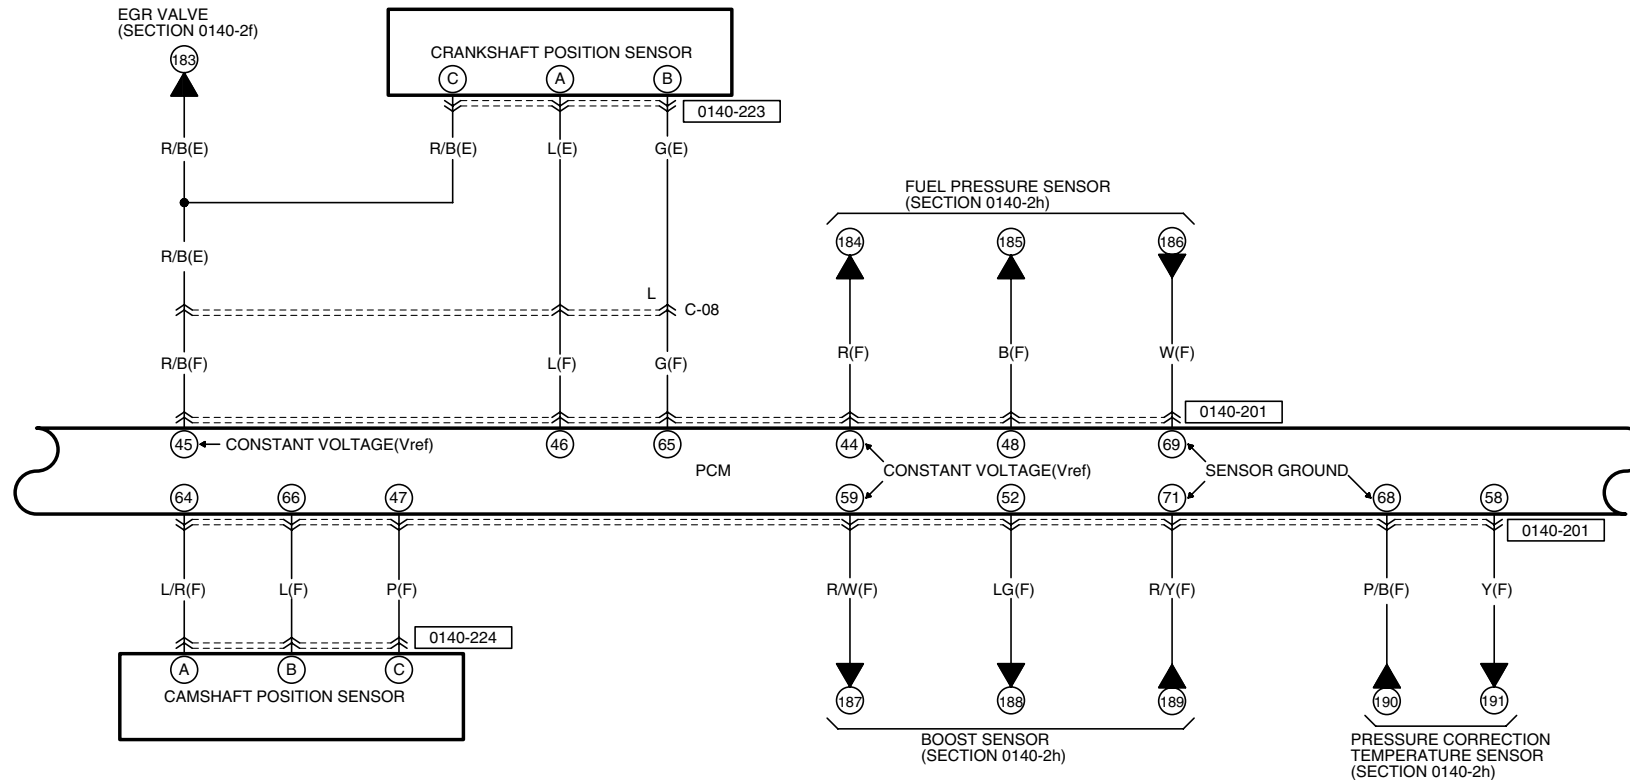 EGR VALVE
(SECTION 0140-2f)
183
CRANKSHAFT POSITION SENSOR
C A B
0140-223
R/B(E) R/B(E) L(E) G(E)
FUEL PRESSURE SENSOR
(SECTION 0140-2h)
184 185 186
R/B(E)
L
C-08
R/B(F) L(F) G(F) R(F) B(F) W(F)
0140-201
45 CONSTANT VOLTAGE(Vref) 46 65 44 48 69
PCM CONSTANT VOLTAGE(Vref) SENSOR GROUND
64 66 47 59 52 71 68 58
0140-201
L/R(F) L(F) P(F) R/W(F) LG(F) R/Y(F) P/B(F) Y(F)
0140-224
A B C
CAMSHAFT POSITION SENSOR
187 188 189 190 191
BOOST SENSOR
(SECTION 0140-2h)
PRESSURE CORRECTION
TEMPERATURE SENSOR
(SECTION 0140-2h)